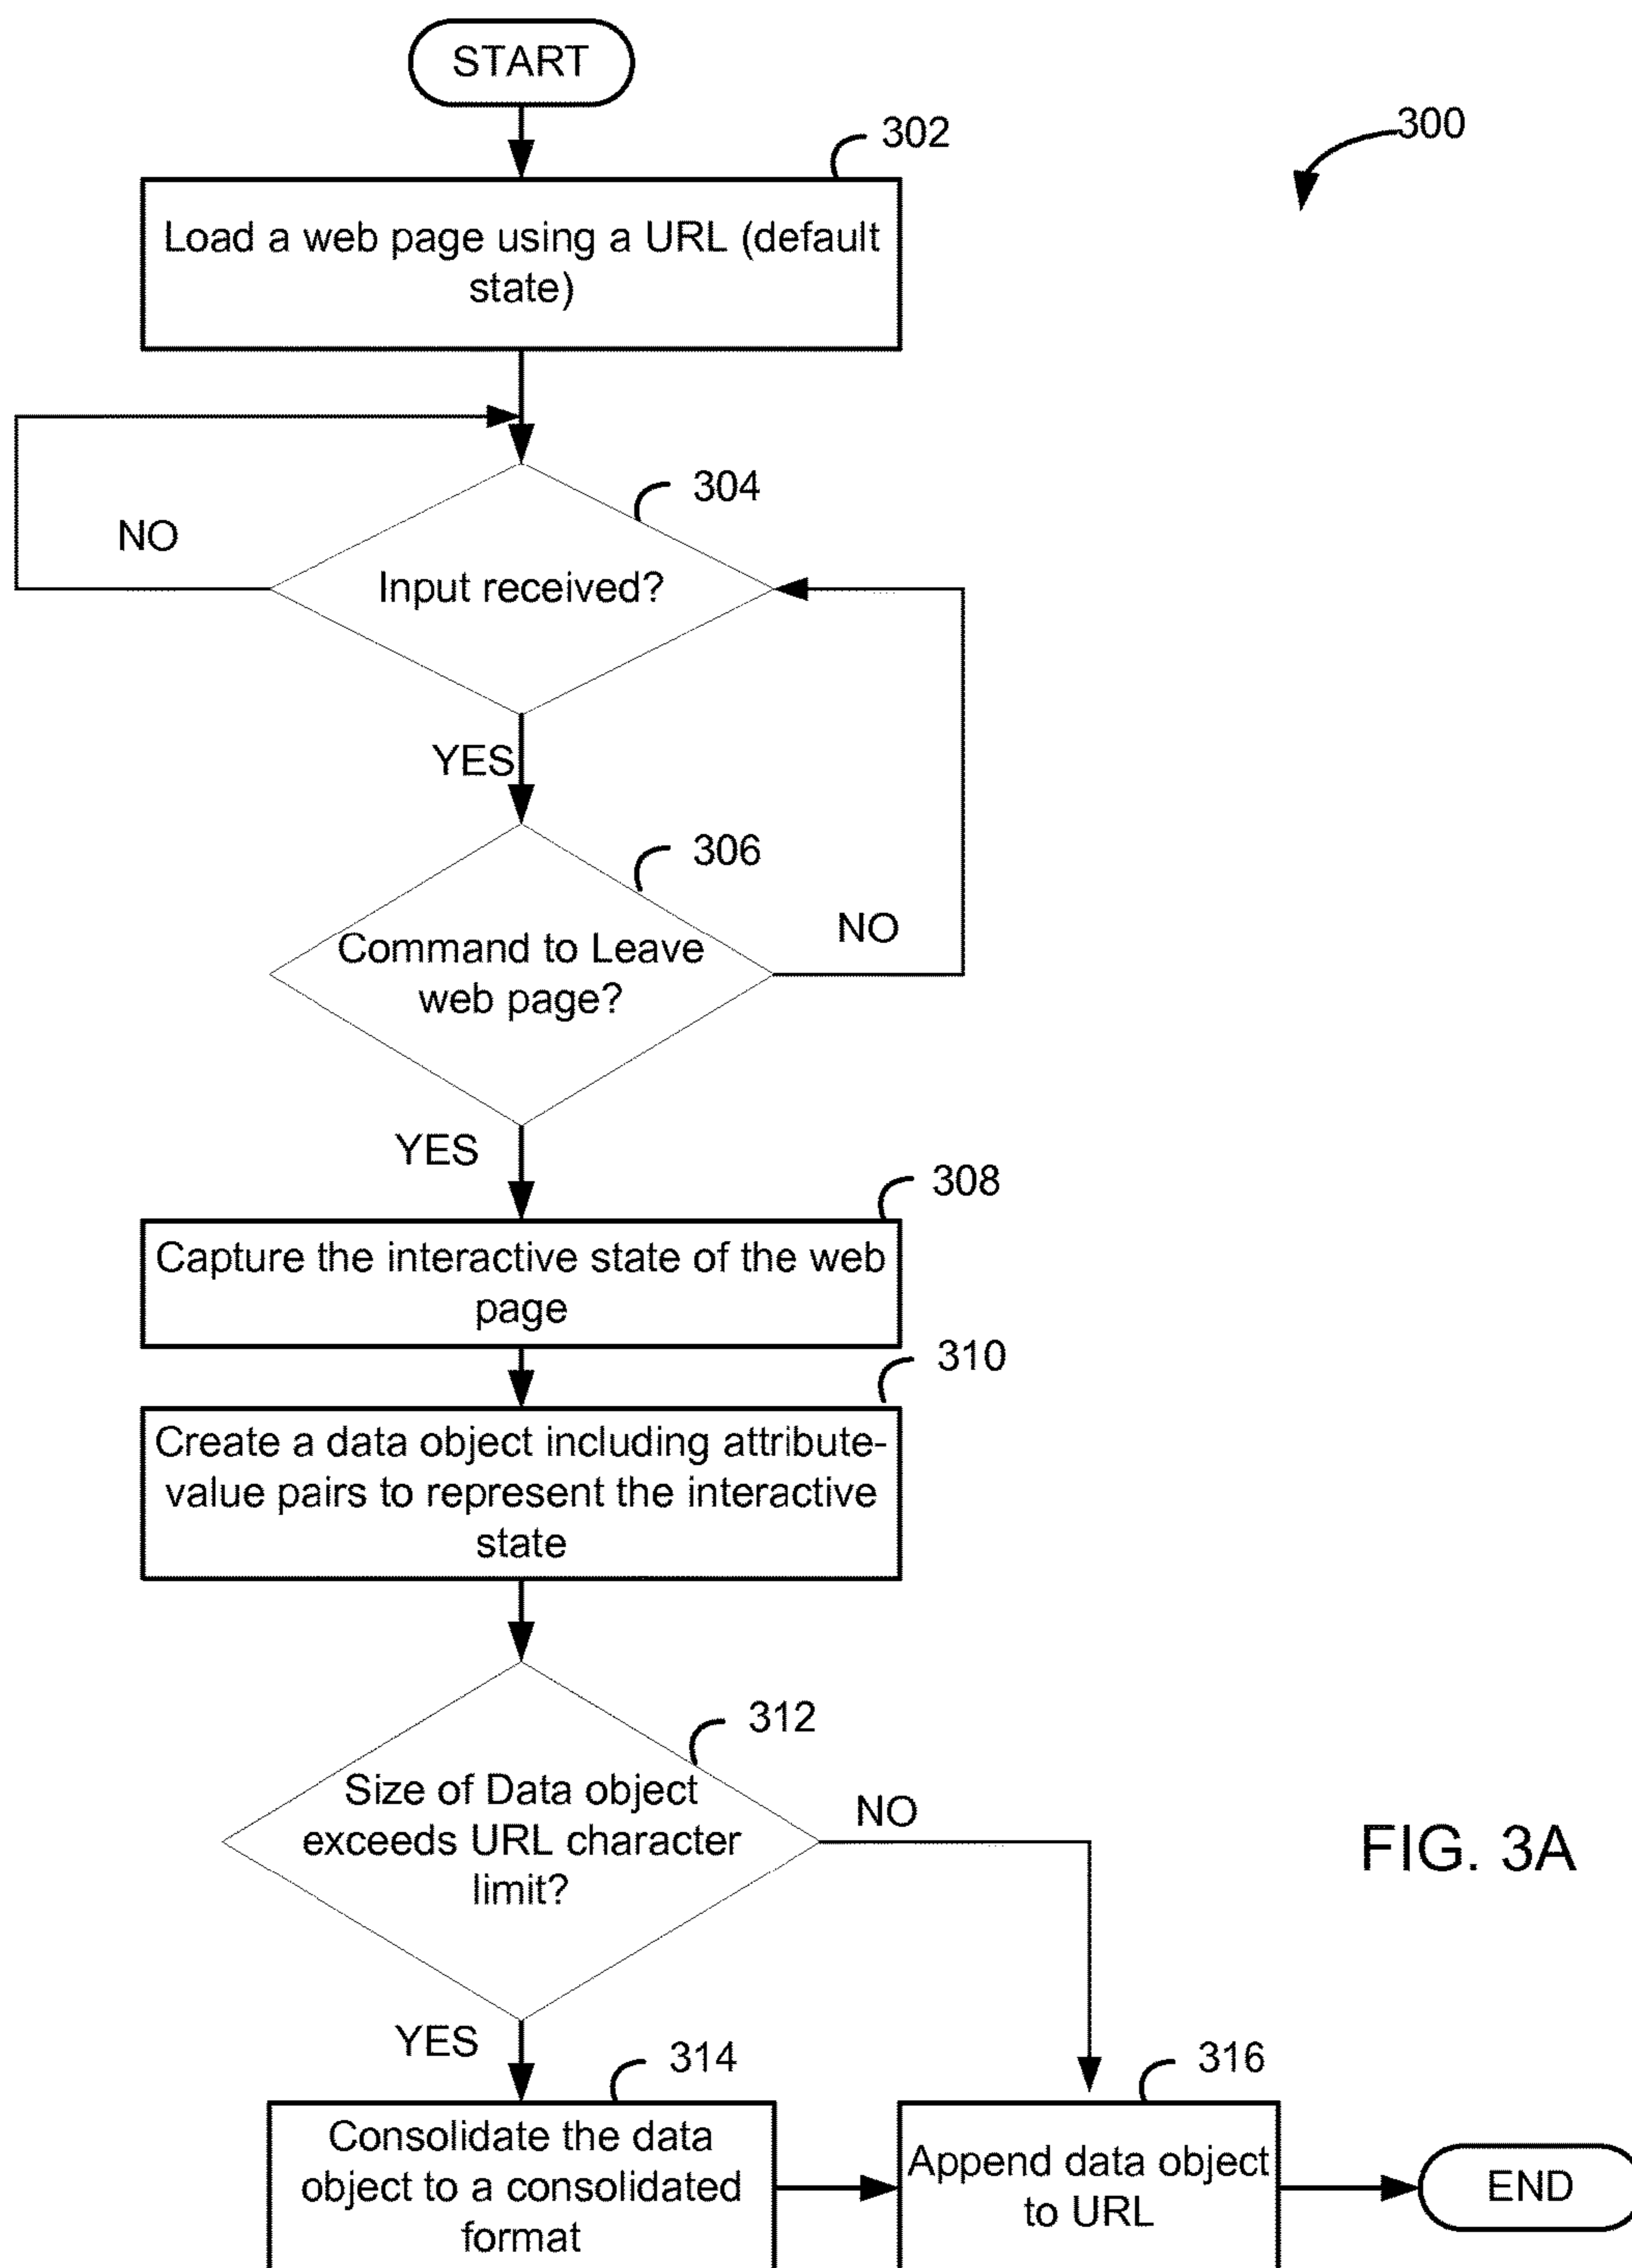 START
302
300
Load a web page using a URL (default
state)
304
NO
Input received?
YES
306
NO
Command to Leave
web page?
YES
308
Capture the interactive state of the web
page
310
Create a data object including attribute-
value pairs to represent the interactive
state
312
Size of Data object
exceeds URL character
limit?
NO
FIG. 3A
YES
314
316
Consolidate the data
object to a consolidated
format
Append data object
to URL
END